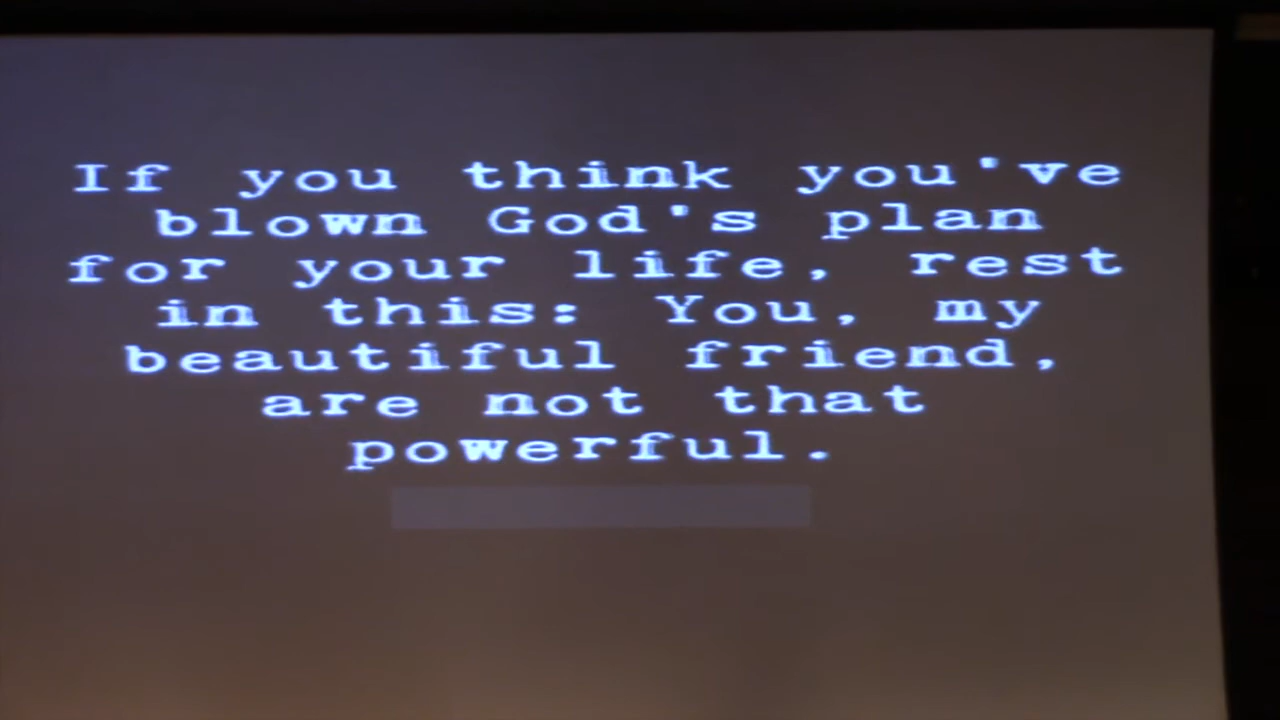 If you think you've
blown God's plan
for your life, rest
in this: You, my
beautiful friend,
are not that
powerful.